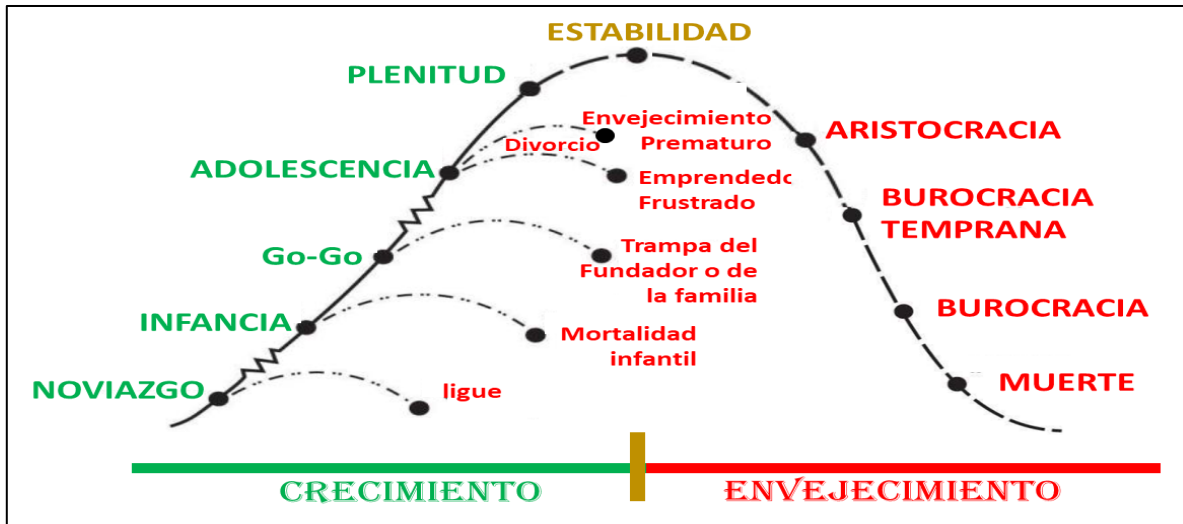 ESTABILIDAD
PLENITUD
Envejecimiento
Prematuro
Divorcio
ARISTOCRACIA
ADOLESCENCIA
Emprendedo
Frustrado
BUROCRACIA
TEMPRANA
Go-Go
Trampa del
Fundador o de
la familia
INFANCIA
BUROCRACIA
Mortalidad
infantil
NOVIAZGO
ligue
MUERTE
CRECIMIENTO
ENVEJECIMIENTO